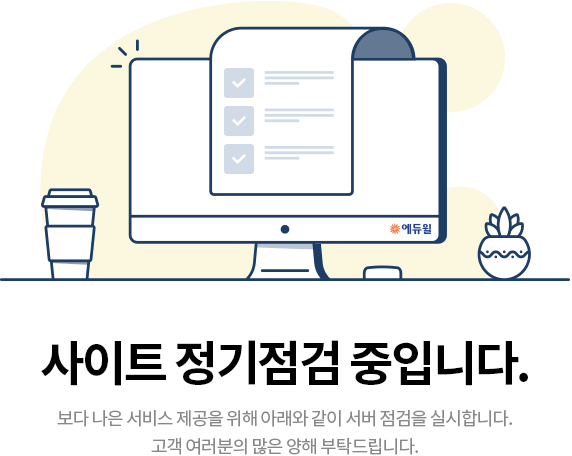 에듀윌
사이트 정기점검 중입니다.
보다 나은 서비스 제공을 위해 아래와 같이 서버 점검을 실시합니다.
고객 여러분의 많은 양해 부탁드립니다.